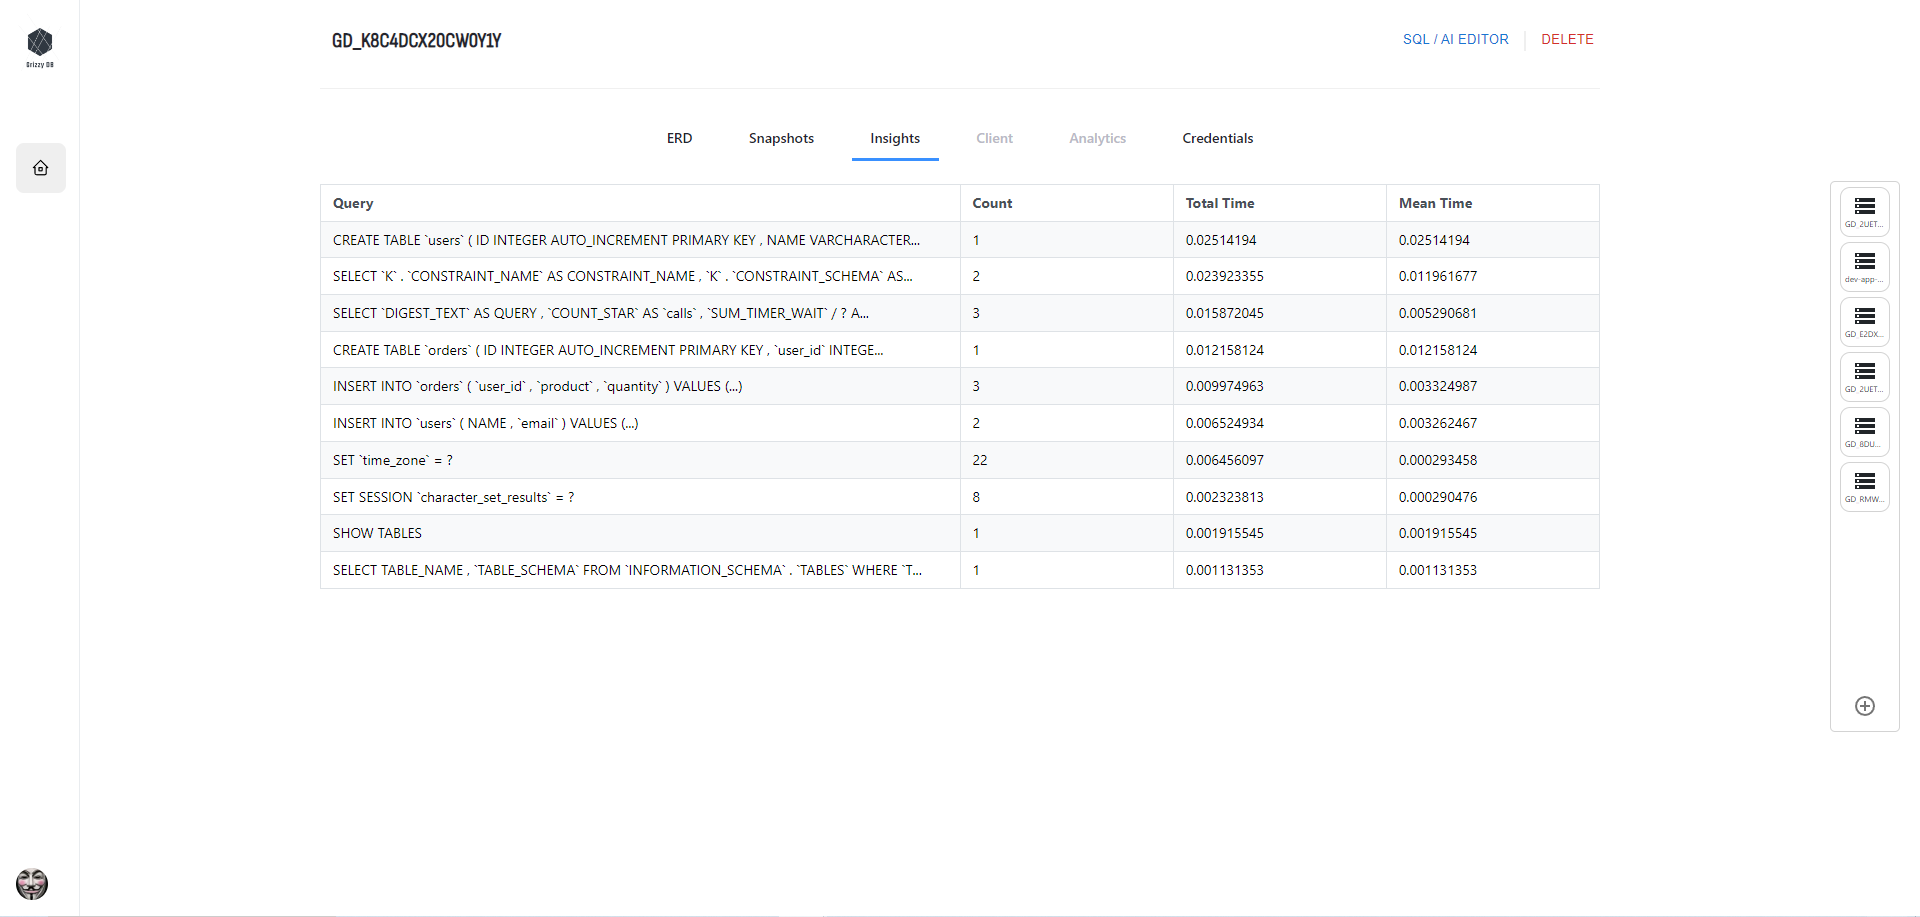 Grizzy DB
GD_K8C4DCX20CW0Y1Y
SQL / AI EDITOR
DELETE
ERD Snapshots Insights Client Analytics Credentials
Query Count Total Time Mean Time
CREATE TABLE `users` ( ID INTEGER AUTO_INCREMENT PRIMARY KEY , NAME VARCHARACTER... 1 0.02514194 0.02514194
SELECT `K` . `CONSTRAINT_NAME` AS CONSTRAINT_NAME , `K` . `CONSTRAINT_SCHEMA` AS... 2 0.023923355 0.011961677
SELECT `DIGEST_TEXT` AS QUERY , `COUNT_STAR` AS `calls` , `SUM_TIMER_WAIT` / ? A... 3 0.015872045 0.005290681
CREATE TABLE `orders` ( ID INTEGER AUTO_INCREMENT PRIMARY KEY , `user_id` INTEGE... 1 0.012158124 0.012158124
INSERT INTO `orders` ( `user_id` , `product` , `quantity` ) VALUES (...) 3 0.009974963 0.003324987
INSERT INTO `users` ( NAME , `email` ) VALUES (...) 2 0.006524934 0.003262467
SET `time_zone` = ? 22 0.006456097 0.000293458
SET SESSION `character_set_results` = ? 8 0.002323813 0.000290476
SHOW TABLES 1 0.001915545 0.001915545
SELECT TABLE_NAME , `TABLE_SCHEMA` FROM `INFORMATION_SCHEMA` . `TABLES` WHERE `T... 1 0.001131353 0.001131353
GD_2UET...
dev-app-...
GD_E2DX...
GD_2UET...
GD_8DU...
GD_RMW...